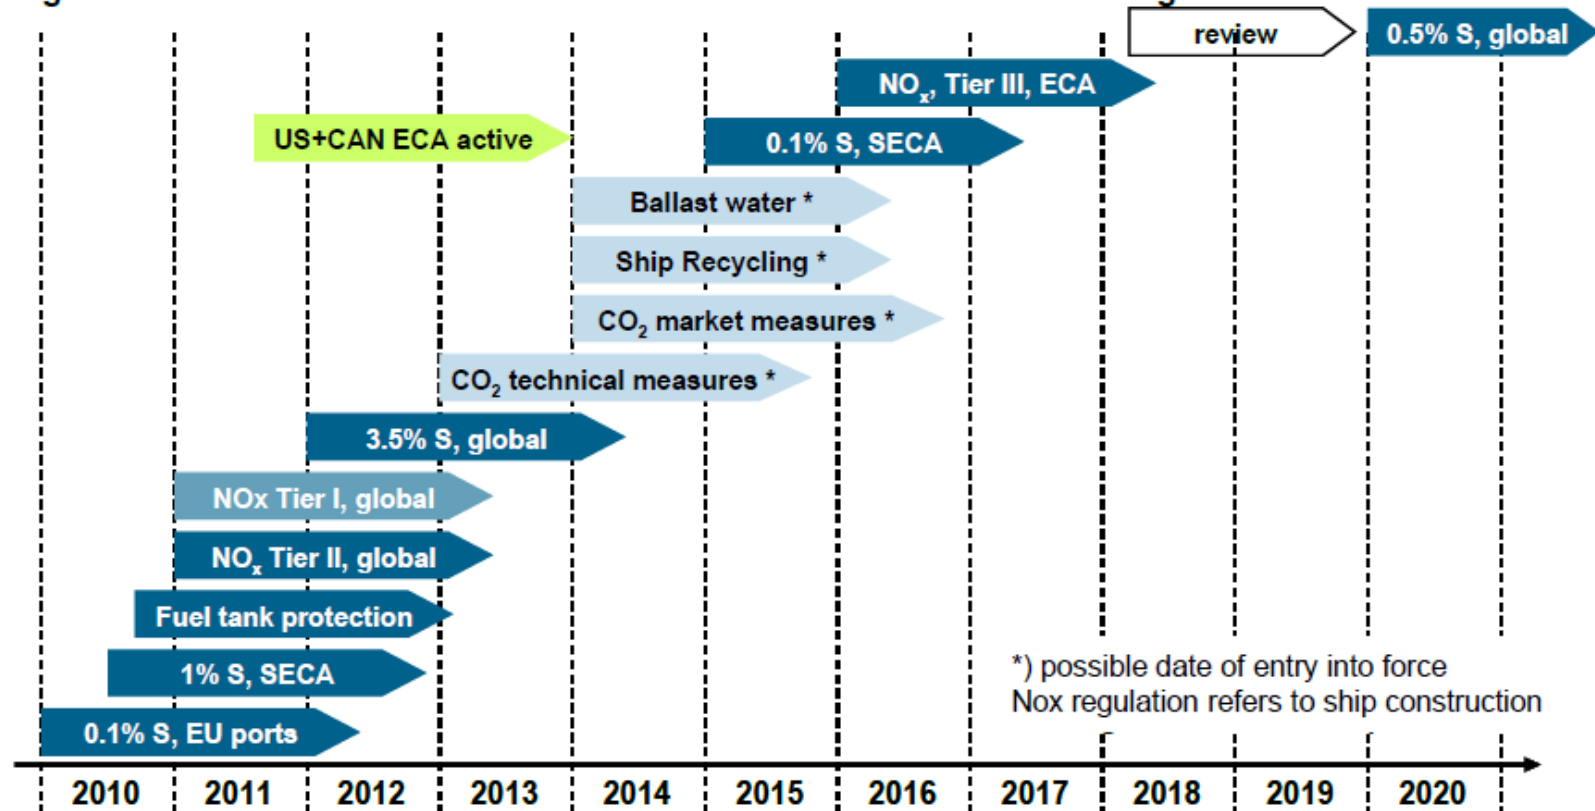 review
0.5% S, global
NOx, Tier III, ECA
US+CAN ECA active
0.1% S, SECA
Ballast water *
Ship Recycling *
CO2 market measures *
CO2 technical measures *
3.5% S, global
NOx Tier I, global
NOx Tier II, global
Fuel tank protection
1% S, SECA
*) possible date of entry into force
Nox regulation refers to ship construction
0.1% S, EU ports
2010 2011 2012 2013 2014 2015 2016 2017 2018 2019 2020